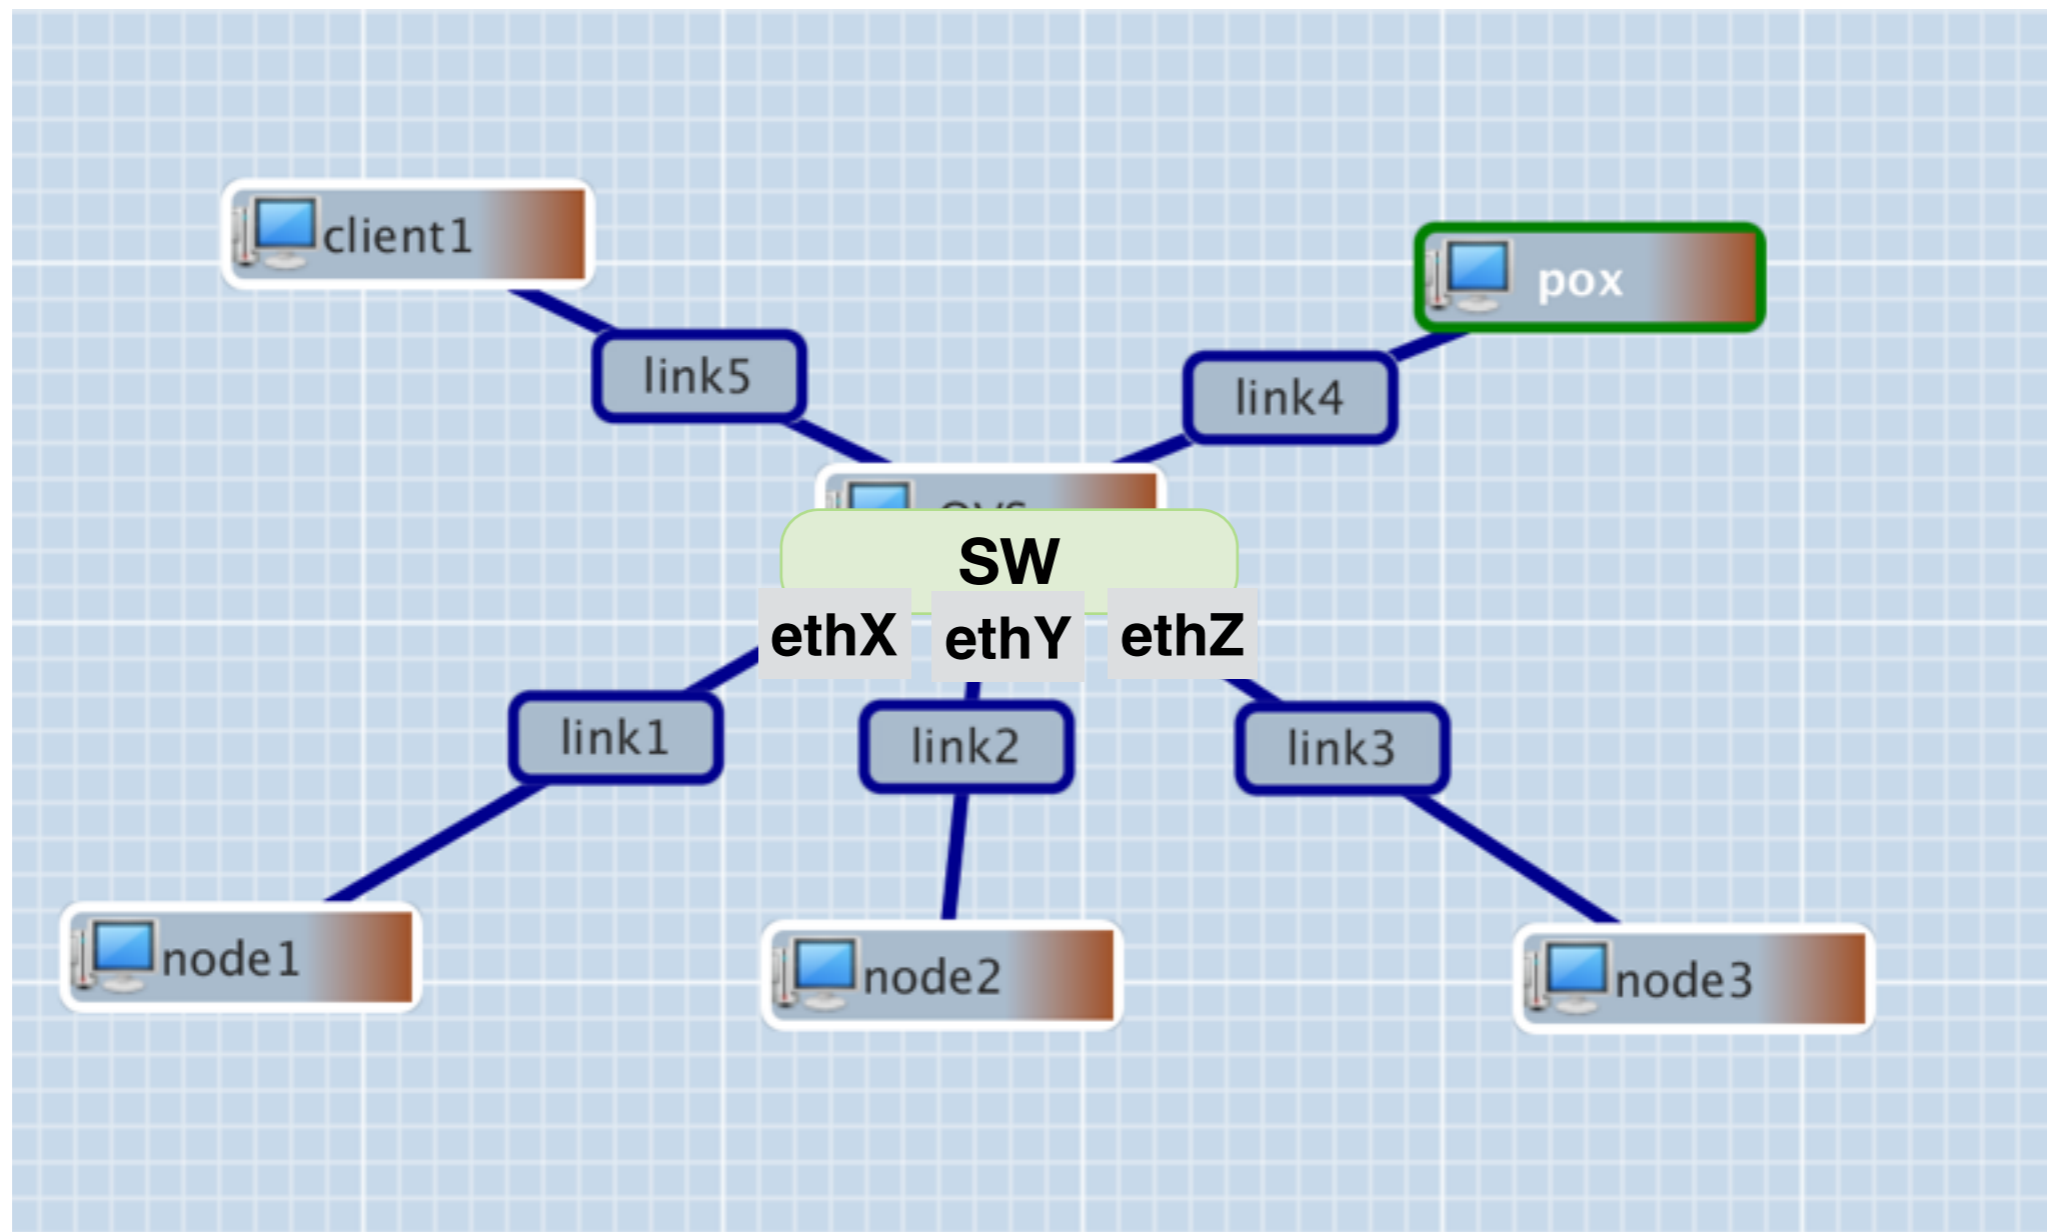 client1
pox
link5
link4
SW
ethX
ethY
ethZ
link1
link2
link3
node1
node2
node3